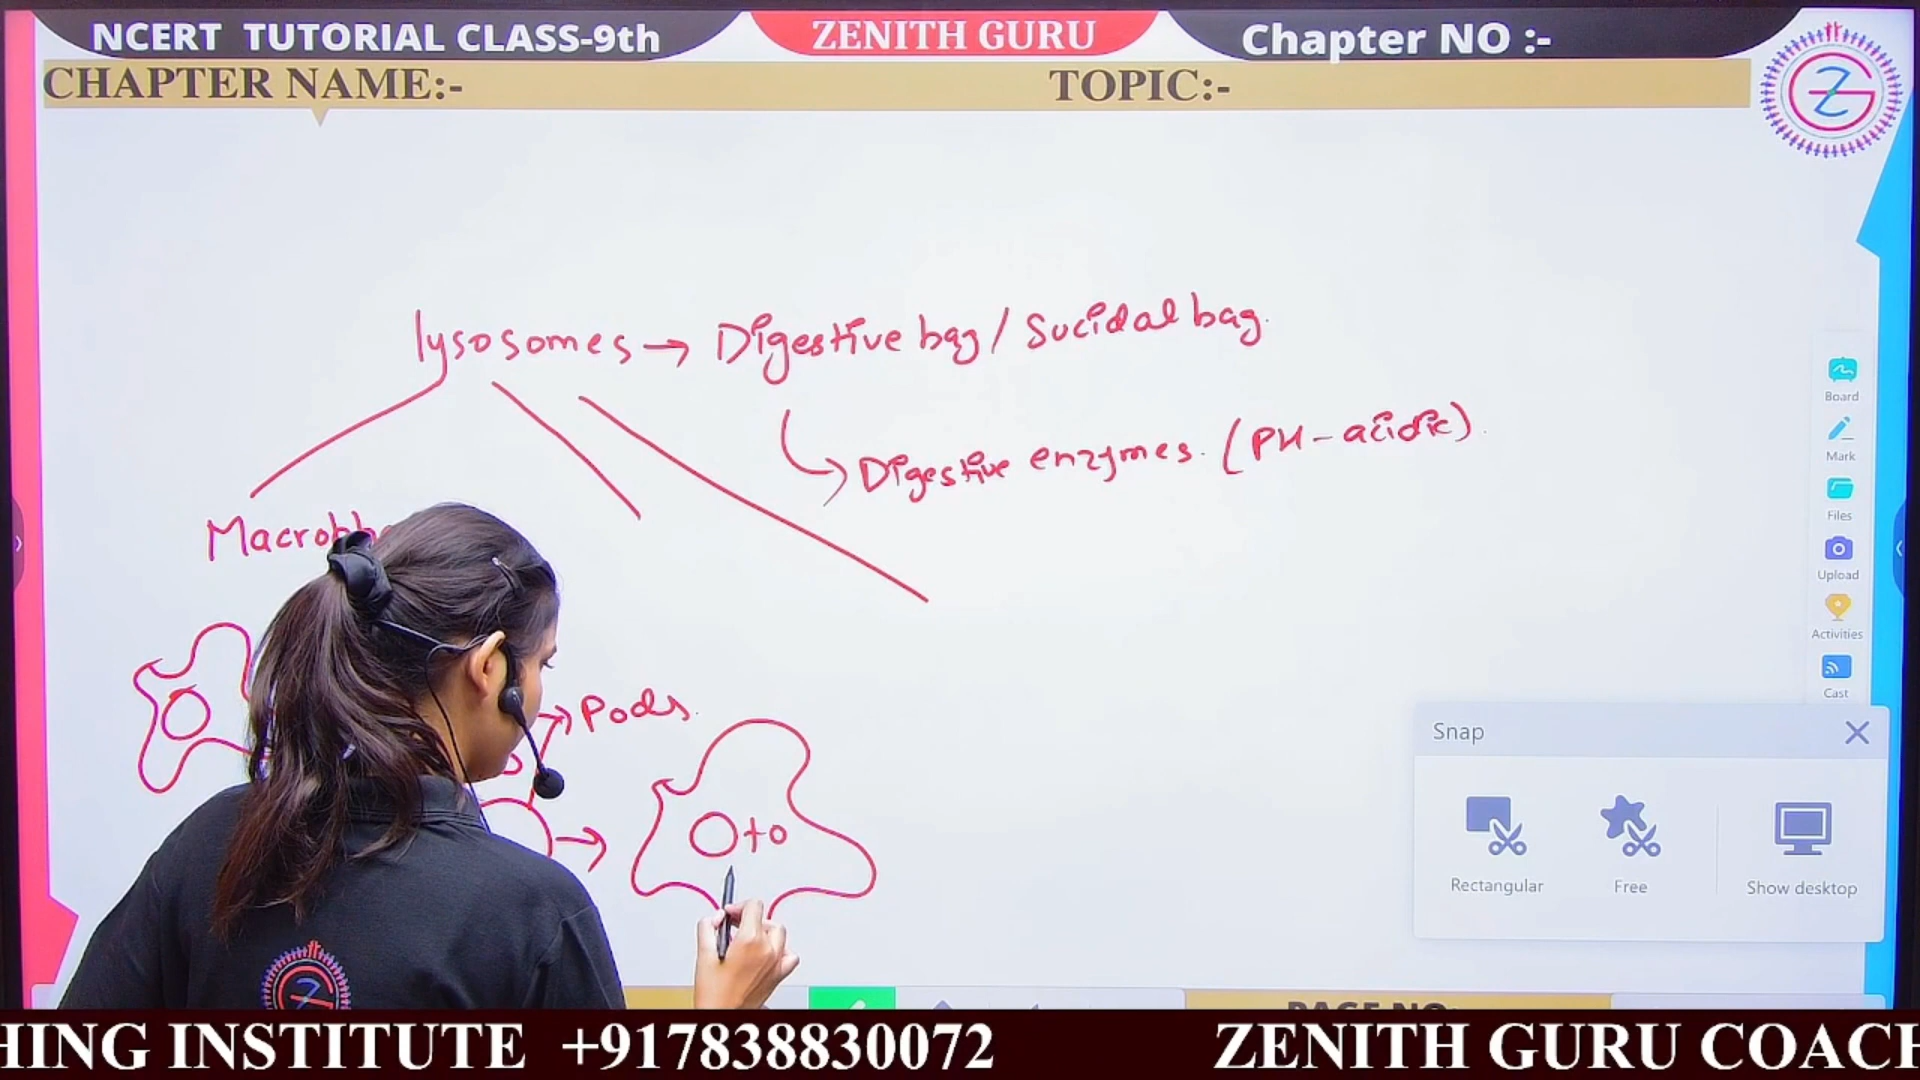 NCERT TUTORIAL CLASS-9th
ZENITH GURU
Chapter NO :-
CHAPTER NAME:-
TOPIC:-
lysosomes → Digestive bag / Sucidal bag.
Digestive enzymes. (PH - acidic).
Pods.
Board
Mark
Files
Upload
Activities
Cast
Snap
Rectangular
Free
Show desktop
PAGE NO:-
HING INSTITUTE +917838830072 ZENITH GURU COACH